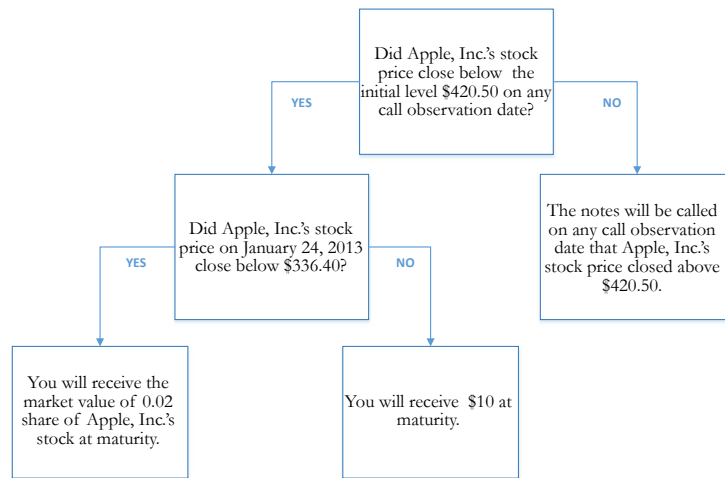 Did Apple, Inc.'s stock
price close below the
initial level $420.50 on any
call observation date?
YES
NO
Did Apple, Inc.'s stock
price on January 24, 2013
close below $336.40?
The notes will be called
on any call observation
date that Apple, Inc.'s
stock price closed above
$420.50.
YES
NO
You will receive the
market value of 0.02
share of Apple, Inc.'s
stock at maturity.
You will receive $10 at
maturity.